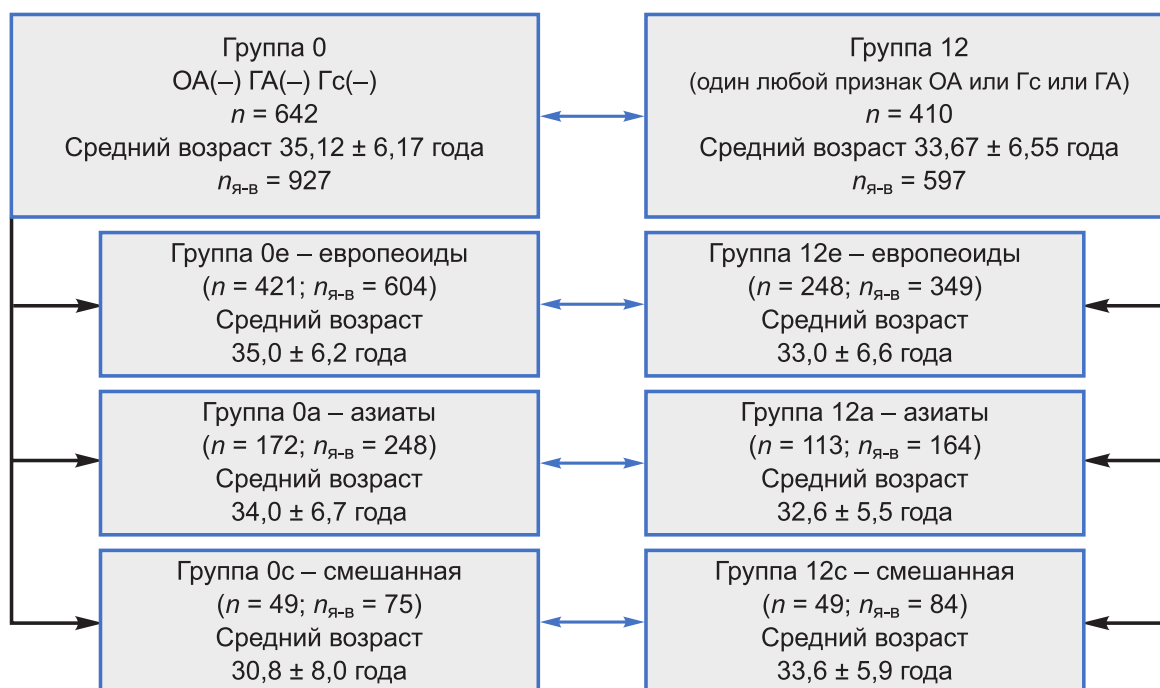 Группа 0
ОА(–) ГА(–) Гс(–)
n = 642
Средний возраст 35,12 ± 6,17 года
nя-в = 927
Группа 12
(один любой признак ОА или Гс или ГА)
n = 410
Средний возраст 33,67 ± 6,55 года
nя-в = 597
Группа 0е – европеоиды
(n = 421; nя-в = 604)
Средний возраст
35,0 ± 6,2 года
Группа 12е – европеоиды
(n = 248; nя-в = 349)
Средний возраст
33,0 ± 6,6 года
Группа 0а – азиаты
(n = 172; nя-в = 248)
Средний возраст
34,0 ± 6,7 года
Группа 12а – азиаты
(n = 113; nя-в = 164)
Средний возраст
32,6 ± 5,5 года
Группа 0с – смешанная
(n = 49; nя-в = 75)
Средний возраст
30,8 ± 8,0 года
Группа 12с – смешанная
(n = 49; nя-в = 84)
Средний возраст
33,6 ± 5,9 года